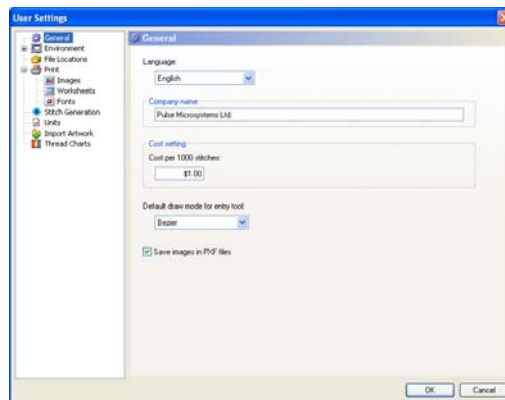 User Settings
General
Environment
File Locations
Print
Images
Worksheets
Fonts
Stitch Generation
Units
Import Artwork
Thread Charts
General
Language:
English
Company name
Pulse Microsystems Ltd.
Cost setting
Cost per 1000 stitches:
$1.00
Default draw mode for entry tool:
Bezier
Save images in PXF files
OK
Cancel